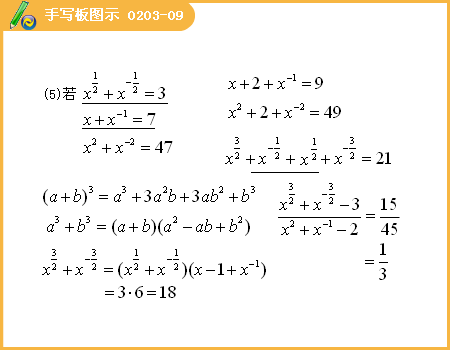 手写板图示 0203-09
(5)若 x^{1/2} + x^{-1/2} = 3
x + x^{-1} = 7
x^2 + x^{-2} = 47
x + 2 + x^{-1} = 9
x^2 + 2 + x^{-2} = 49
x^{3/2} + x^{-1/2} + x^{1/2} + x^{-3/2} = 21
(a+b)^3 = a^3 + 3a^2b + 3ab^2 + b^3
a^3 + b^3 = (a+b)(a^2 - ab + b^2)
x^{3/2} + x^{-3/2} = (x^{1/2} + x^{-1/2})(x - 1 + x^{-1})
= 3·6 = 18
\frac{x^{3/2} + x^{-3/2} - 3}{x^2 + x^{-1} - 2} = \frac{15}{45}
= \frac{1}{3}